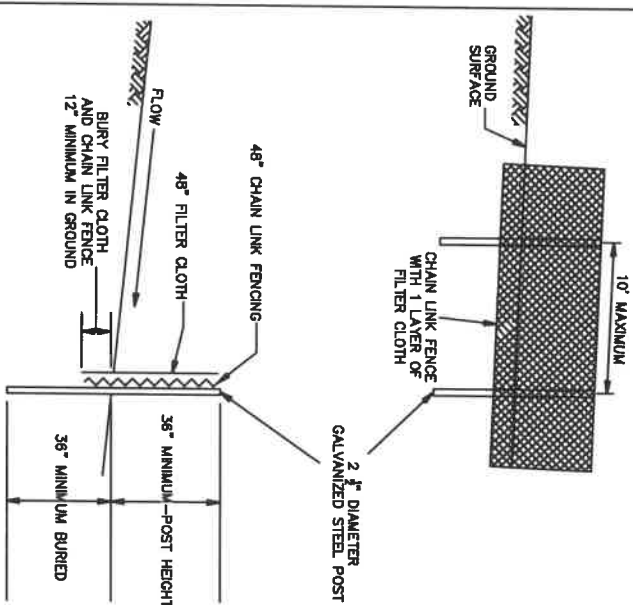 10' MAXIMUM
GROUND
SURFACE
CHAIN LINK FENCE
WITH 1 LAYER OF
FILTER CLOTH
2 ½" DIAMETER
GALVANIZED STEEL POST
48" CHAIN LINK FENCING
48" FILTER CLOTH
FLOW
BURY FILTER CLOTH
AND CHAIN LINK FENCE
12" MINIMUM IN GROUND
36" MINIMUM-POST HEIGHT
36" MINIMUM BURIED